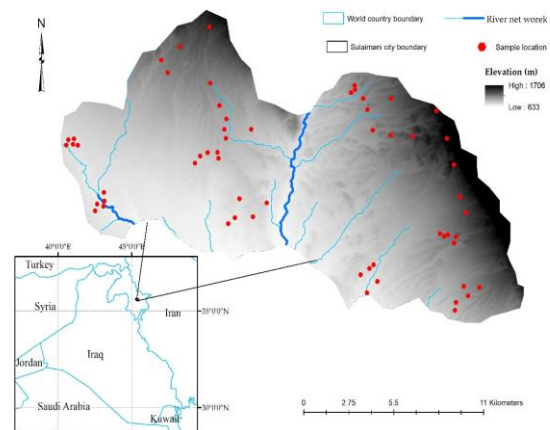 N
World country boundary
River net worek
Sulaimani city boundary
Sample location
Elevation (m)
High : 1706
Low : 633
40°0'0"E
45°0'0"E
Turkey
Syria
Iran
35°0'0"N
Iraq
Jordan
Saudi Arabia
30°0'0"N
Kuwait
0 2.75 5.5 11 Kilometers